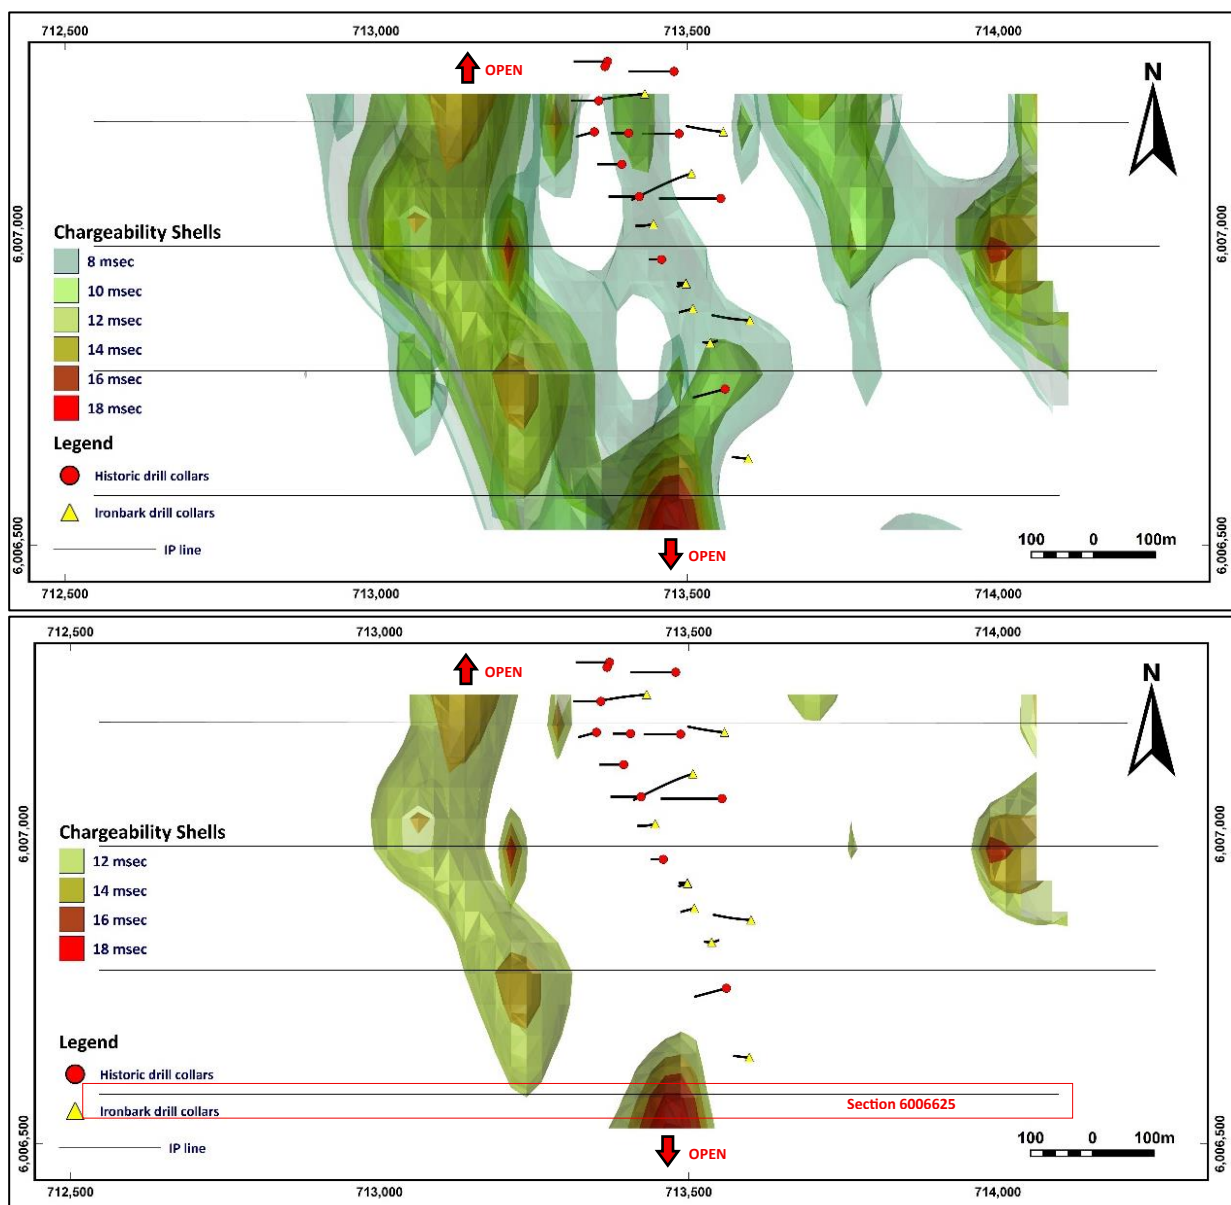 712,500 713,000 713,500 714,000
OPEN
N
6,007,000
6,007,000
Chargeability Shells
8 msec
10 msec
12 msec
14 msec
16 msec
18 msec
Legend
Historic drill collars
Ironbark drill collars
IP line
6,006,500
6,006,500
OPEN
100 0 100m
712,500 713,000 713,500 714,000
712,500 713,000 713,500 714,000
OPEN
N
6,007,000
6,007,000
Chargeability Shells
12 msec
14 msec
16 msec
18 msec
Legend
Historic drill collars
Ironbark drill collars
Section 6006625
IP line
6,006,500
6,006,500
OPEN
100 0 100m
712,500 713,000 713,500 714,000